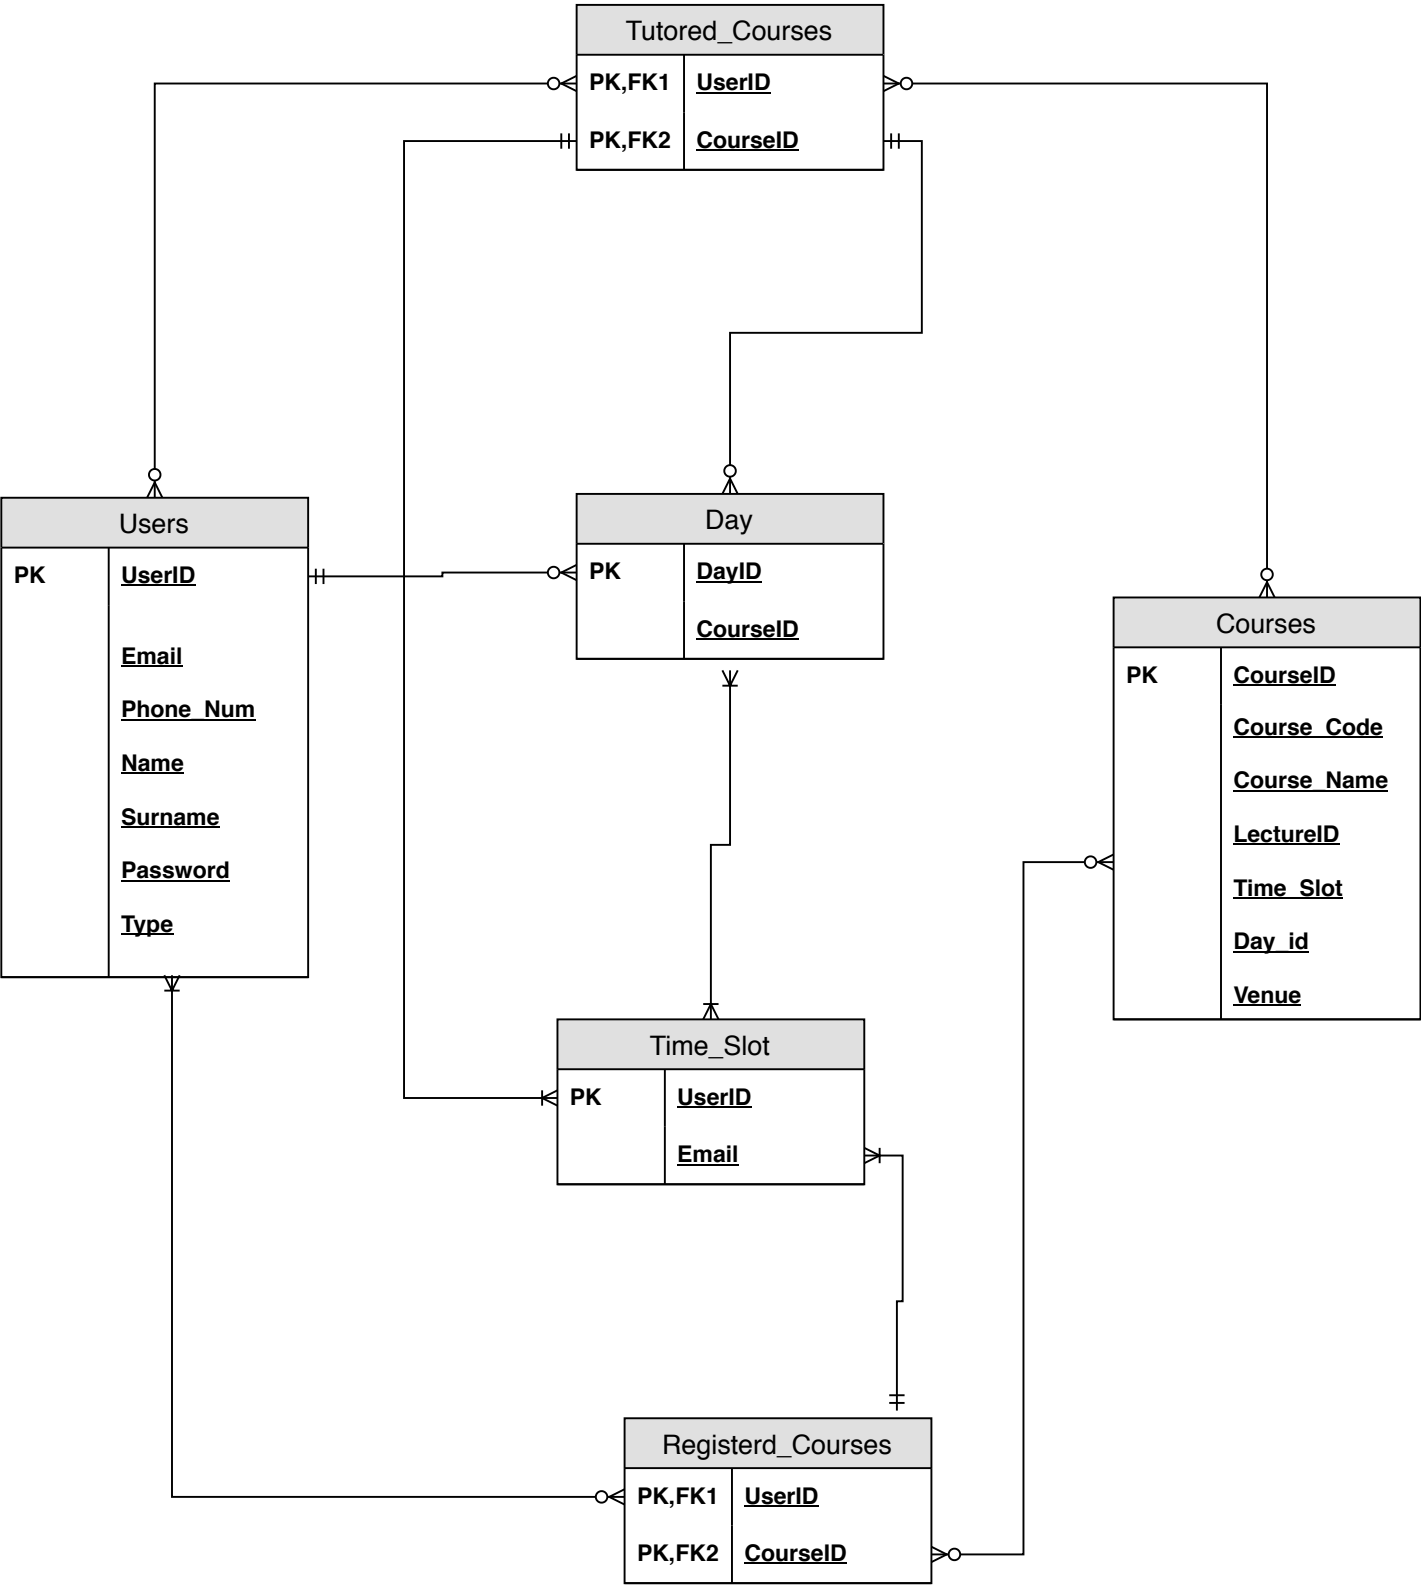 Tutored_Courses
PK,FK1 UserID
PK,FK2 CourseID
Users
PK UserID
Email
Phone_Num
Name
Surname
Password
Type
Day
PK DayID
CourseID
Courses
PK CourseID
Course_Code
Course_Name
LectureID
Time_Slot
Day_id
Venue
Time_Slot
PK UserID
Email
Registerd_Courses
PK,FK1 UserID
PK,FK2 CourseID